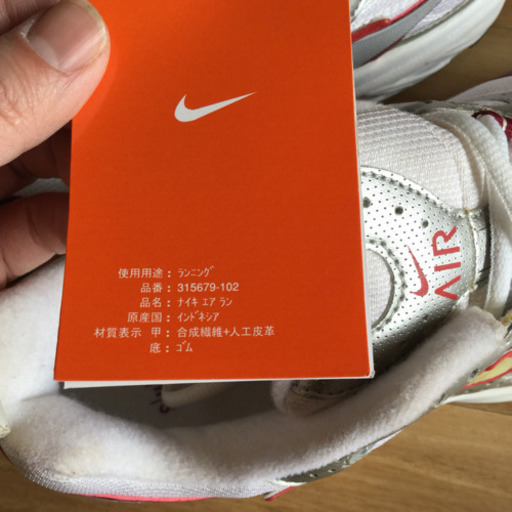 使用用途：ﾗﾝﾆﾝｸﾞ
品番：315679-102
品名：ﾅｲｷ ｴｱ ﾗﾝ
原産国：ｲﾝﾄﾞﾈｼｱ
材質表示 甲：合成繊維+人工皮革
底：ｺﾞﾑ
AIR